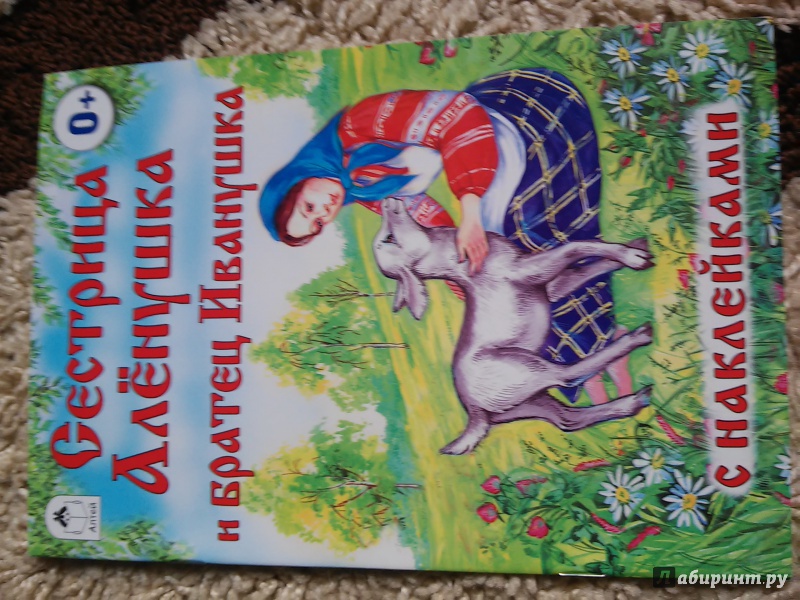 0+
Сестрица
Алёнушка
и братец Иванушка
Алтей
с наклейками
Лабиринт.ру